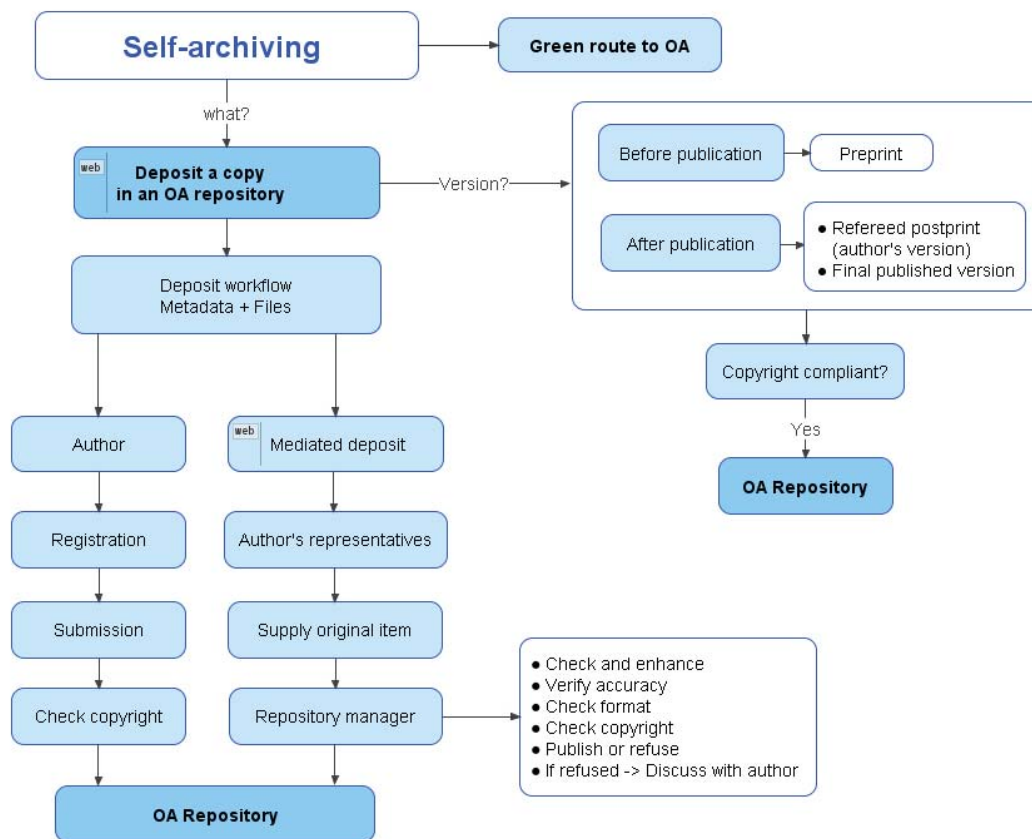 Self-archiving
Green route to OA
what?
web
Deposit a copy
in an OA repository
Version?
Before publication
Preprint
After publication
● Refereed postprint
(author's version)
● Final published version
Deposit workflow
Metadata + Files
Copyright compliant?
Yes
OA Repository
Author
web
Mediated deposit
Registration
Author's representatives
Submission
Supply original item
Check copyright
Repository manager
● Check and enhance
● Verify accuracy
● Check format
● Check copyright
● Publish or refuse
● If refused -> Discuss with author
OA Repository